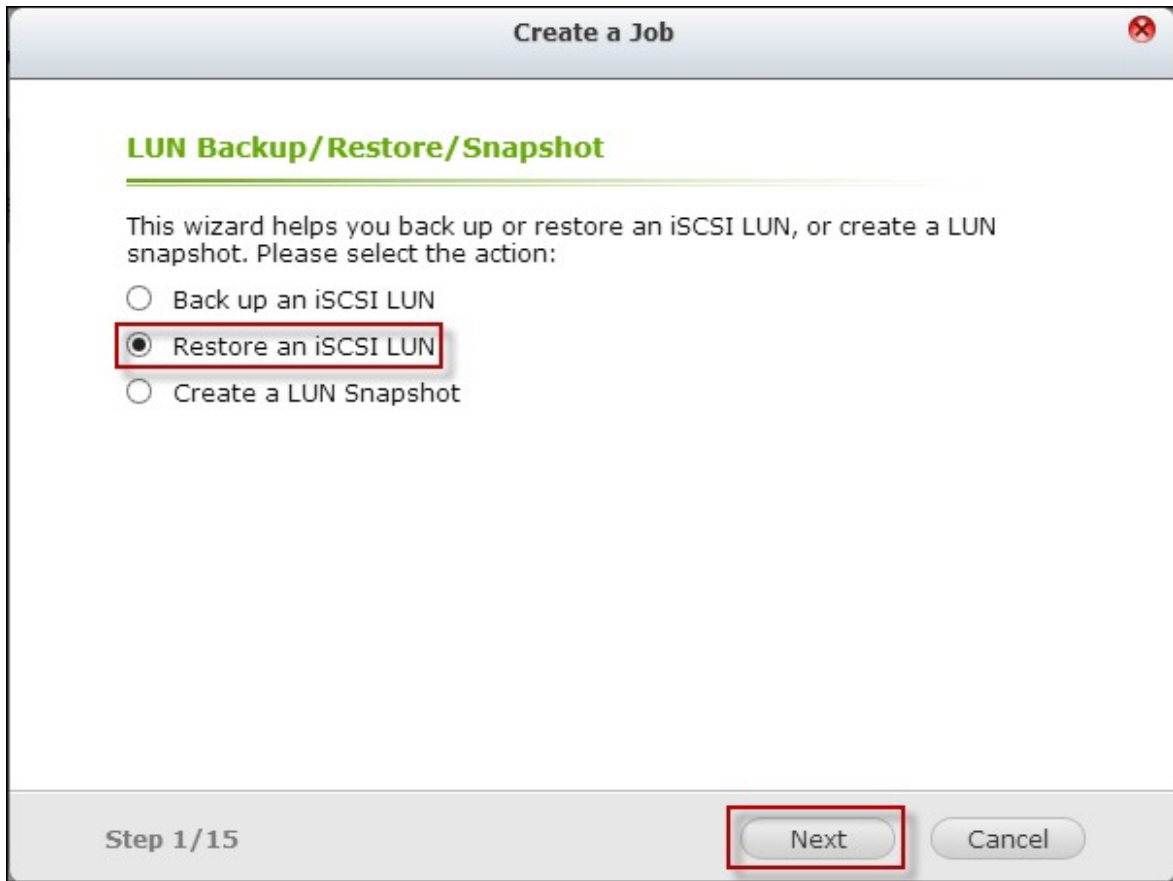 Create a Job
LUN Backup/Restore/Snapshot
This wizard helps you back up or restore an iSCSI LUN, or create a LUN
snapshot. Please select the action:
Back up an iSCSI LUN
Restore an iSCSI LUN
Create a LUN Snapshot
Step 1/15
Next
Cancel